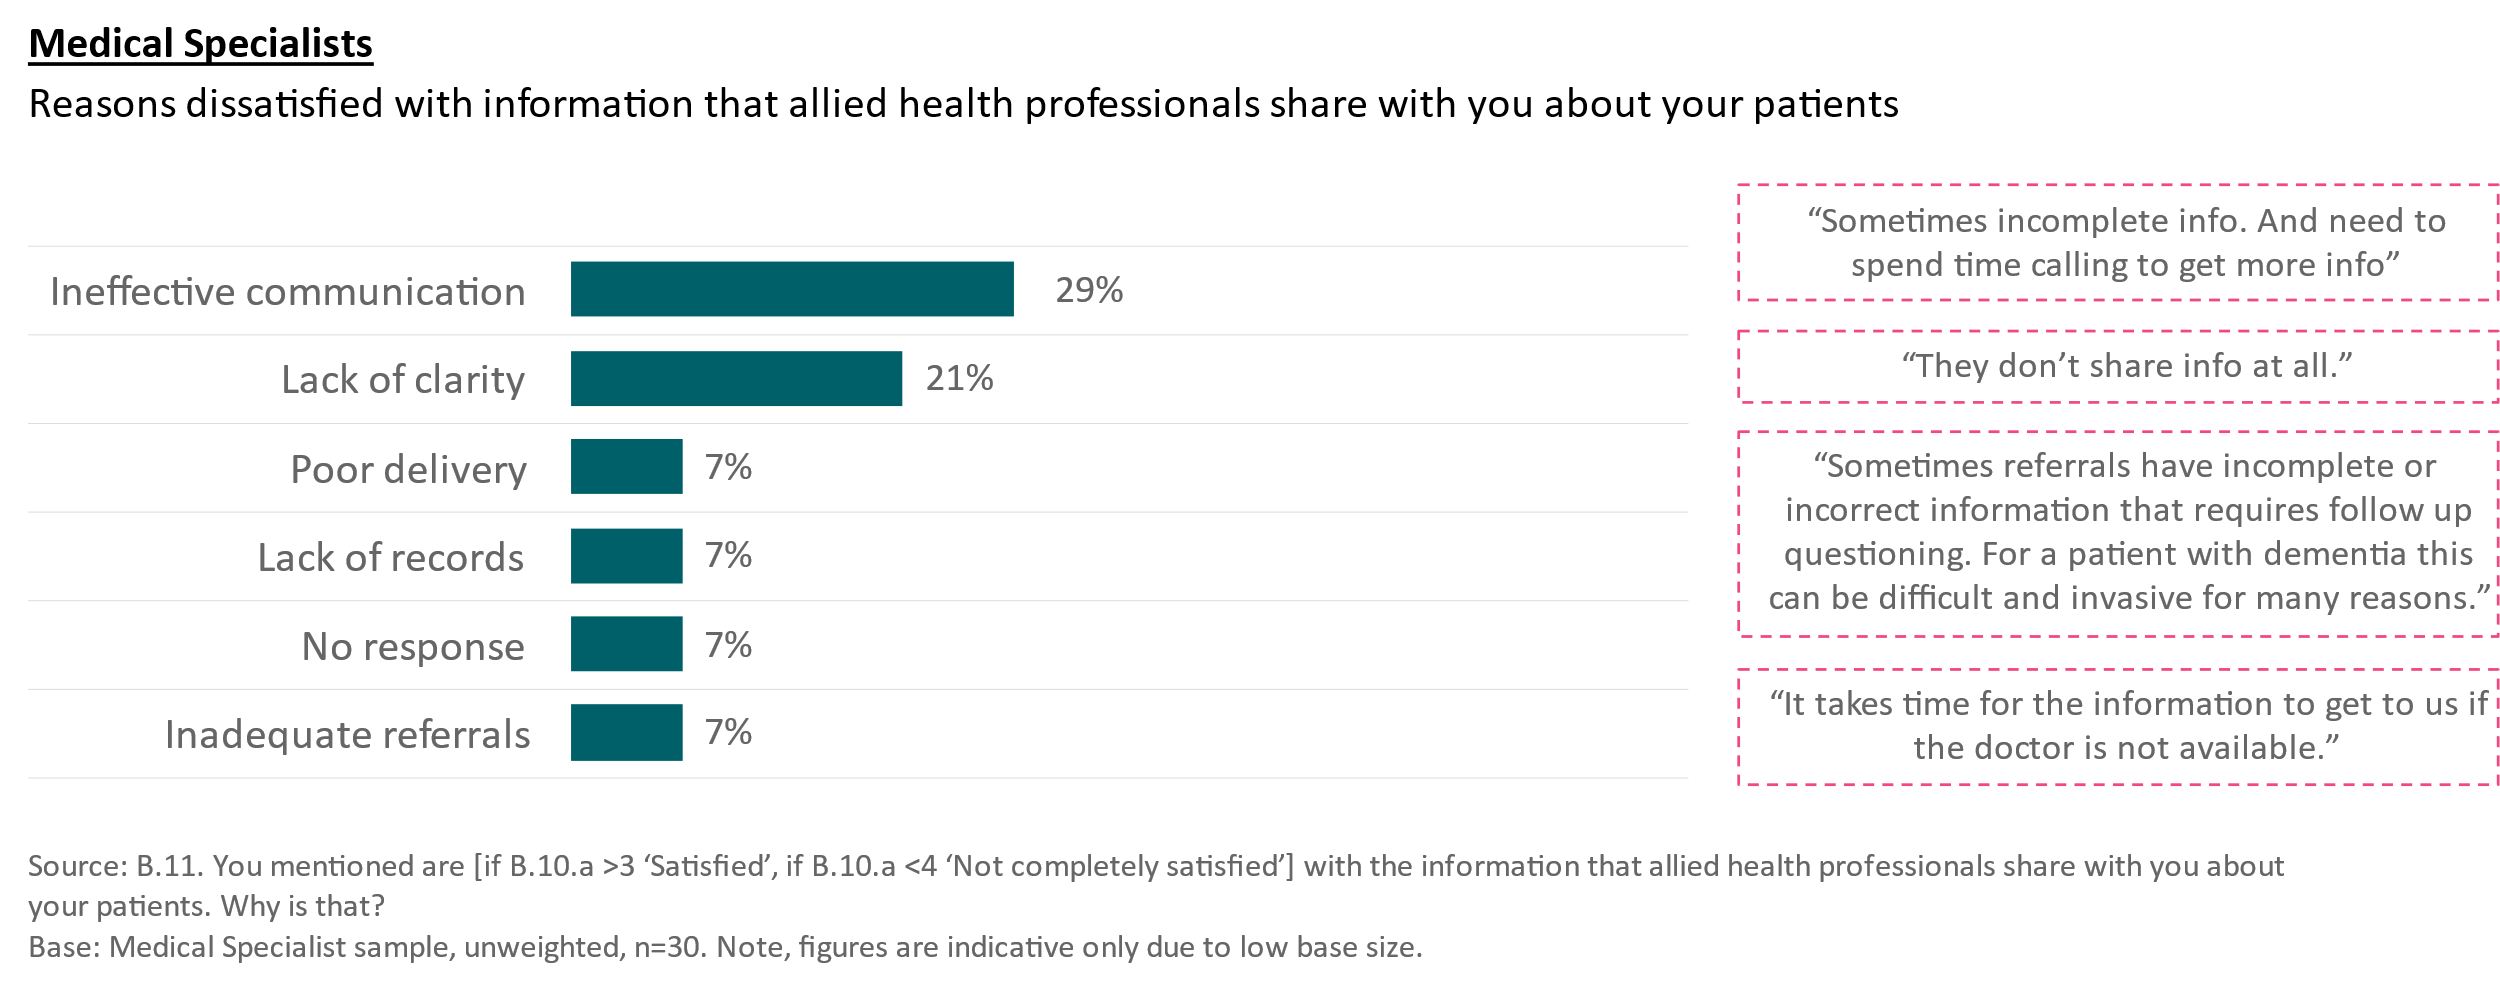 Medical Specialists
Reasons dissatisfied with information that allied health professionals share with you about your patients
Ineffective communication 29%
Lack of clarity 21%
Poor delivery 7%
Lack of records 7%
No response 7%
Inadequate referrals 7%
“Sometimes incomplete info. And need to
spend time calling to get more info”
“They don’t share info at all.”
“Sometimes referrals have incomplete or
incorrect information that requires follow up
questioning. For a patient with dementia this
can be difficult and invasive for many reasons.”
“It takes time for the information to get to us if
the doctor is not available.”
Source: B.11. You mentioned are [if B.10.a >3 ‘Satisfied’, if B.10.a <4 ‘Not completely satisfied’] with the information that allied health professionals share with you about
your patients. Why is that?
Base: Medical Specialist sample, unweighted, n=30. Note, figures are indicative only due to low base size.